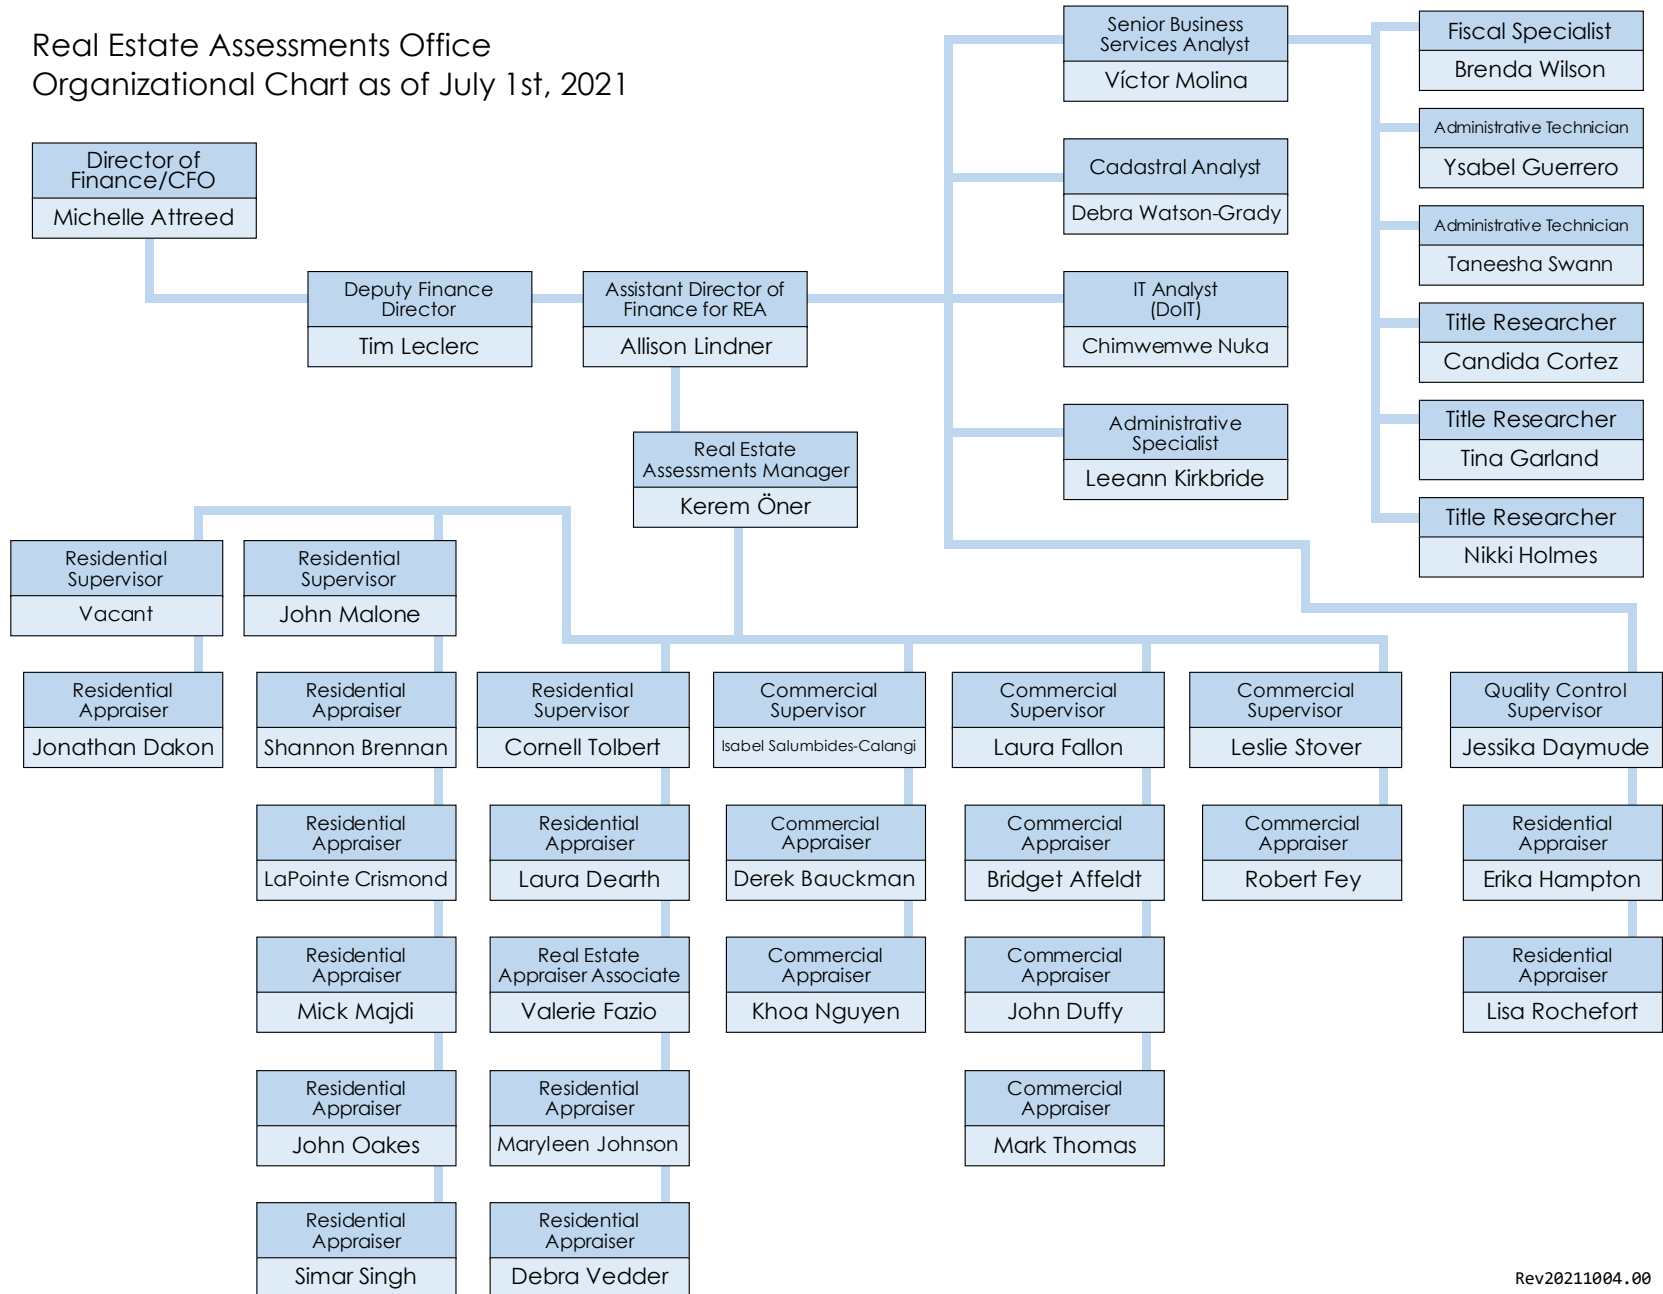 Real Estate Assessments Office
Organizational Chart as of July 1st, 2021
Director of
Finance/CFO
Michelle Attreed
Deputy Finance
Director
Tim Leclerc
Assistant Director of
Finance for REA
Allison Lindner
Senior Business
Services Analyst
Víctor Molina
Cadastral Analyst
Debra Watson-Grady
IT Analyst
(DoIT)
Chimwemwe Nuka
Administrative
Specialist
Leeann Kirkbride
Fiscal Specialist
Brenda Wilson
Administrative Technician
Ysabel Guerrero
Administrative Technician
Taneesha Swann
Title Researcher
Candida Cortez
Title Researcher
Tina Garland
Title Researcher
Nikki Holmes
Real Estate
Assessments Manager
Kerem Öner
Residential
Supervisor
Vacant
Residential
Appraiser
Jonathan Dakon
Residential
Supervisor
John Malone
Residential
Appraiser
Shannon Brennan
Residential
Appraiser
LaPointe Crismond
Residential
Appraiser
Mick Majdi
Residential
Appraiser
John Oakes
Residential
Appraiser
Simar Singh
Residential
Supervisor
Cornell Tolbert
Residential
Appraiser
Laura Dearth
Real Estate
Appraiser Associate
Valerie Fazio
Residential
Appraiser
Maryleen Johnson
Residential
Appraiser
Debra Vedder
Commercial
Supervisor
Isabel Salumbides-Calangi
Commercial
Appraiser
Derek Bauckman
Commercial
Appraiser
Khoa Nguyen
Commercial
Supervisor
Laura Fallon
Commercial
Appraiser
Bridget Affeldt
Commercial
Appraiser
John Duffy
Commercial
Appraiser
Mark Thomas
Commercial
Supervisor
Leslie Stover
Commercial
Appraiser
Robert Fey
Quality Control
Supervisor
Jessika Daymude
Residential
Appraiser
Erika Hampton
Residential
Appraiser
Lisa Rochefort
Rev20211004.00